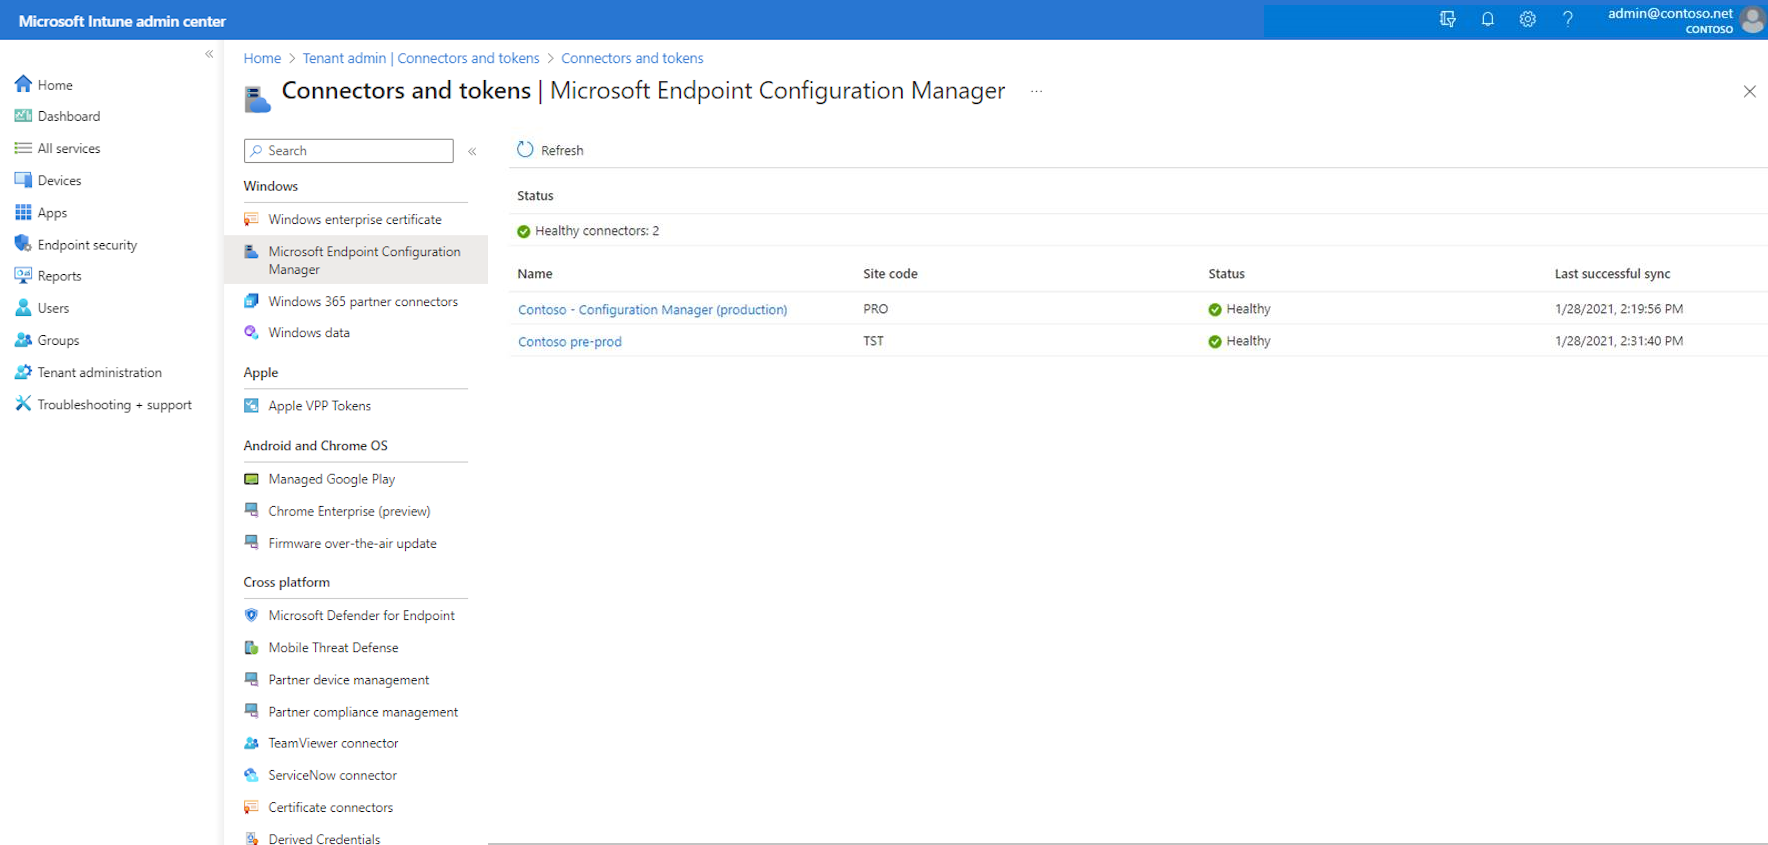 Microsoft Intune admin center
admin@contoso.net
CONTOSO
Home
Dashboard
All services
Devices
Apps
Endpoint security
Reports
Users
Groups
Tenant administration
Troubleshooting + support
Home > Tenant admin | Connectors and tokens > Connectors and tokens
Connectors and tokens | Microsoft Endpoint Configuration Manager ...
Search
Windows
Windows enterprise certificate
Microsoft Endpoint Configuration
Manager
Windows 365 partner connectors
Windows data
Apple
Apple VPP Tokens
Android and Chrome OS
Managed Google Play
Chrome Enterprise (preview)
Firmware over-the-air update
Cross platform
Microsoft Defender for Endpoint
Mobile Threat Defense
Partner device management
Partner compliance management
TeamViewer connector
ServiceNow connector
Certificate connectors
Derived Credentials
Refresh
Status
Healthy connectors: 2
Name Site code Status Last successful sync
Contoso - Configuration Manager (production) PRO Healthy 1/28/2021, 2:19:56 PM
Contoso pre-prod TST Healthy 1/28/2021, 2:31:40 PM